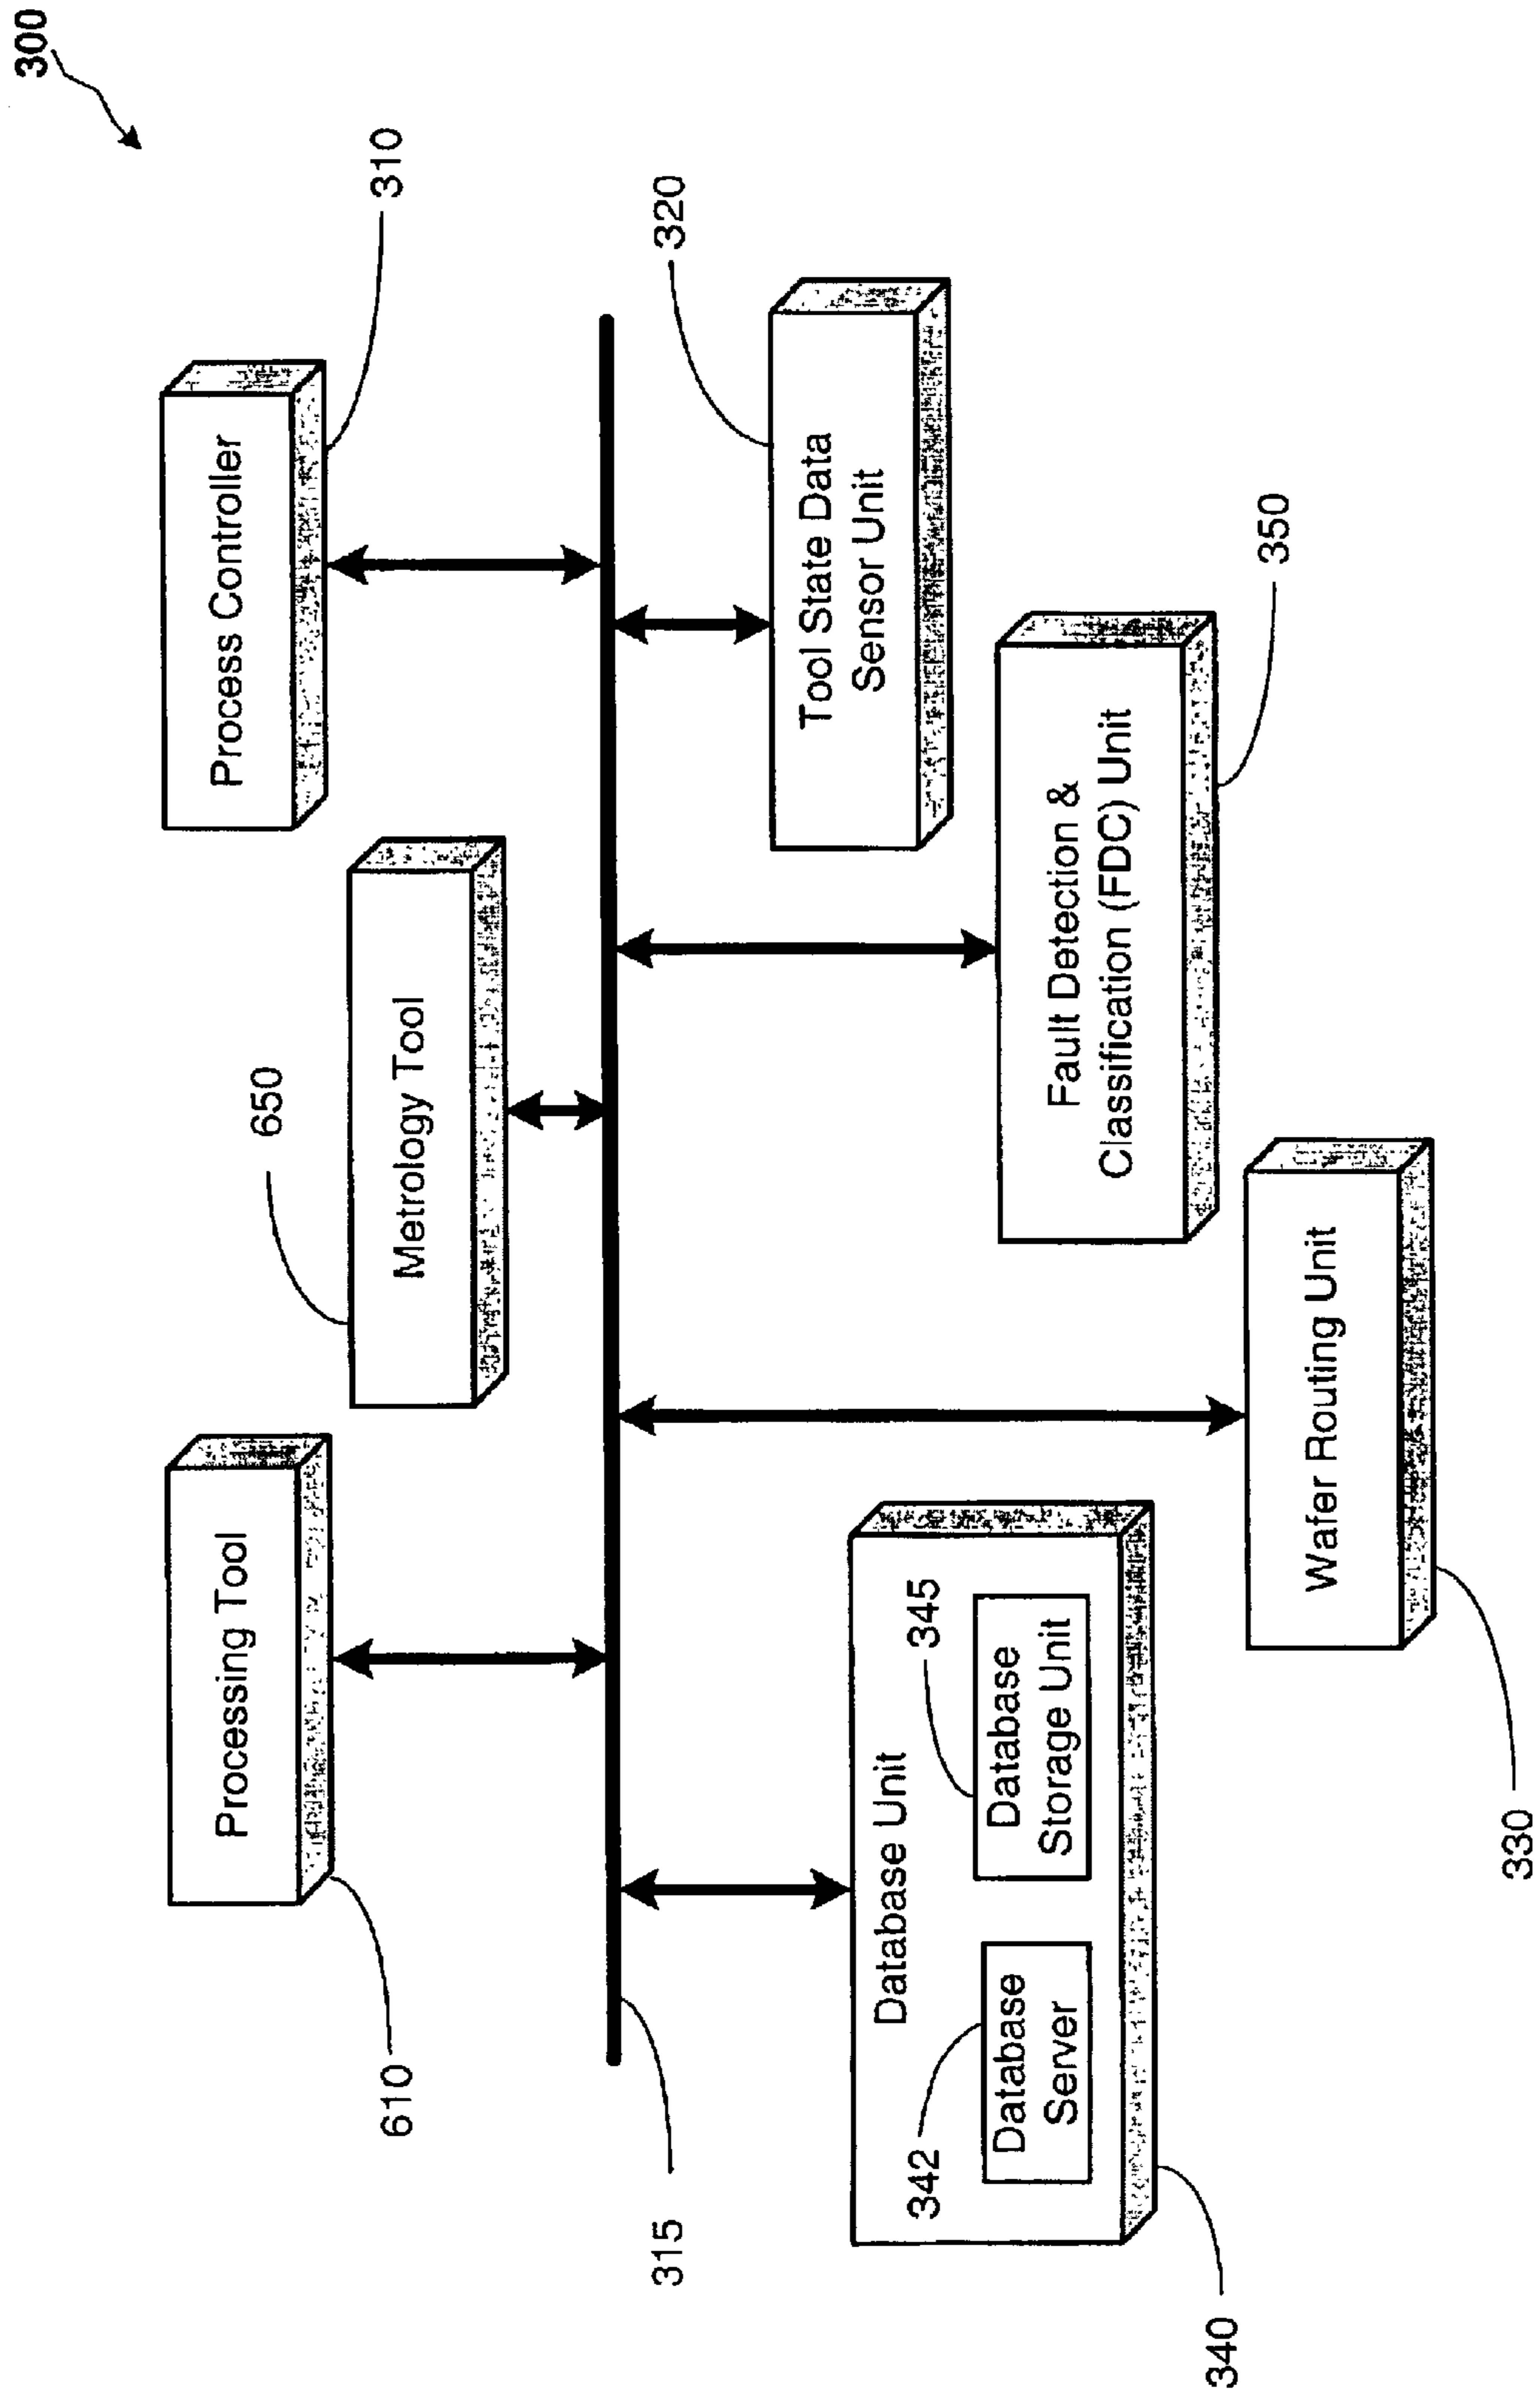 300
Processing Tool
610
Metrology Tool
650
Process Controller
310
315
320
Tool State Data
Sensor Unit
Database Unit
342
Database
Server
345
Database
Storage Unit
340
Fault Detection &
Classification (FDC) Unit
350
Wafer Routing Unit
330